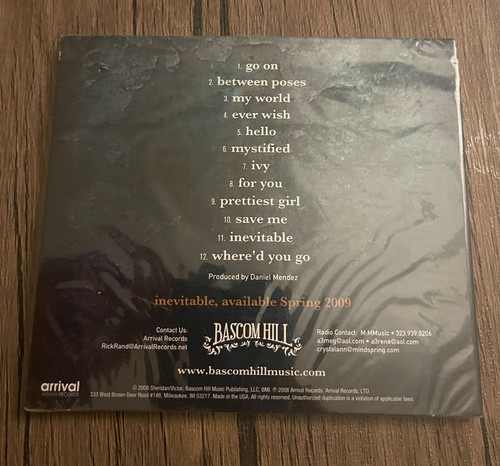 1. go on
2. between poses
3. my world
4. ever wish
5. hello
6. mystified
7. ivy
8. for you
9. prettiest girl
10. save me
11. inevitable
12. where'd you go
Produced by Daniel Mendez
inevitable, available Spring 2009
Contact Us:
Arrival Records
RickRand@ArrivalRecords.net
BASCOM HILL
Radio Contact: M.MMusic • 323.939.8206
a3meg@aol.com • a3rene@aol.com
crystalann@mindspring.com
www.bascomhillmusic.com
arrival
RECORDS
© 2008 Sheridan/Victor, Bascom Hill Music Publishing, LLC, BMI. ℗ 2008 Arrival Records. Arrival Records, LTD
333 West Brown Deer Road #146, Milwaukee, WI 53217. Made in the USA. All rights reserved. Unauthorized duplication is a violation of applicable laws.